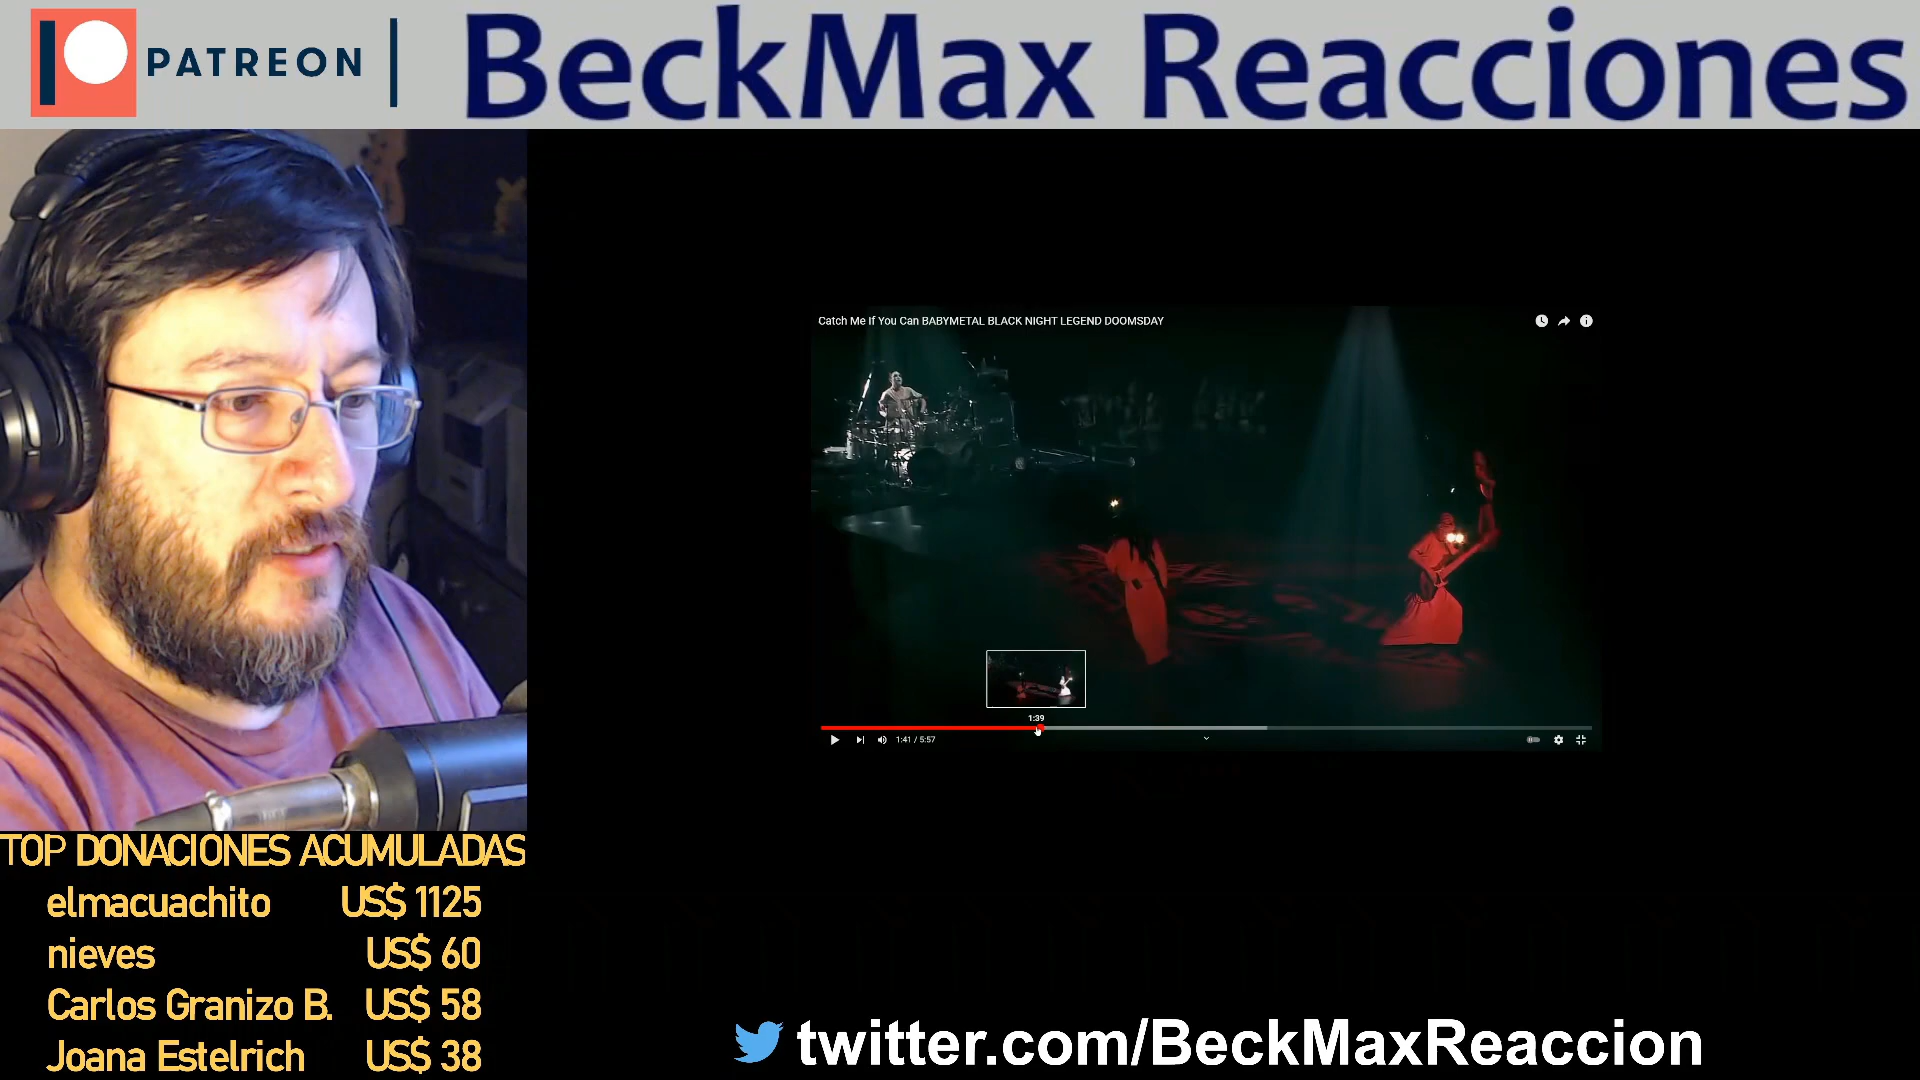 PATREON | BeckMax Reacciones
Catch Me If You Can BABYMETAL BLACK NIGHT LEGEND DOOMSDAY
1:39
1:41 / 5:57
TOP DONACIONES ACUMULADAS
elmacuachito US$ 1125
nieves US$ 60
Carlos Granizo B. US$ 58
Joana Estelrich US$ 38
twitter.com/BeckMaxReaccion